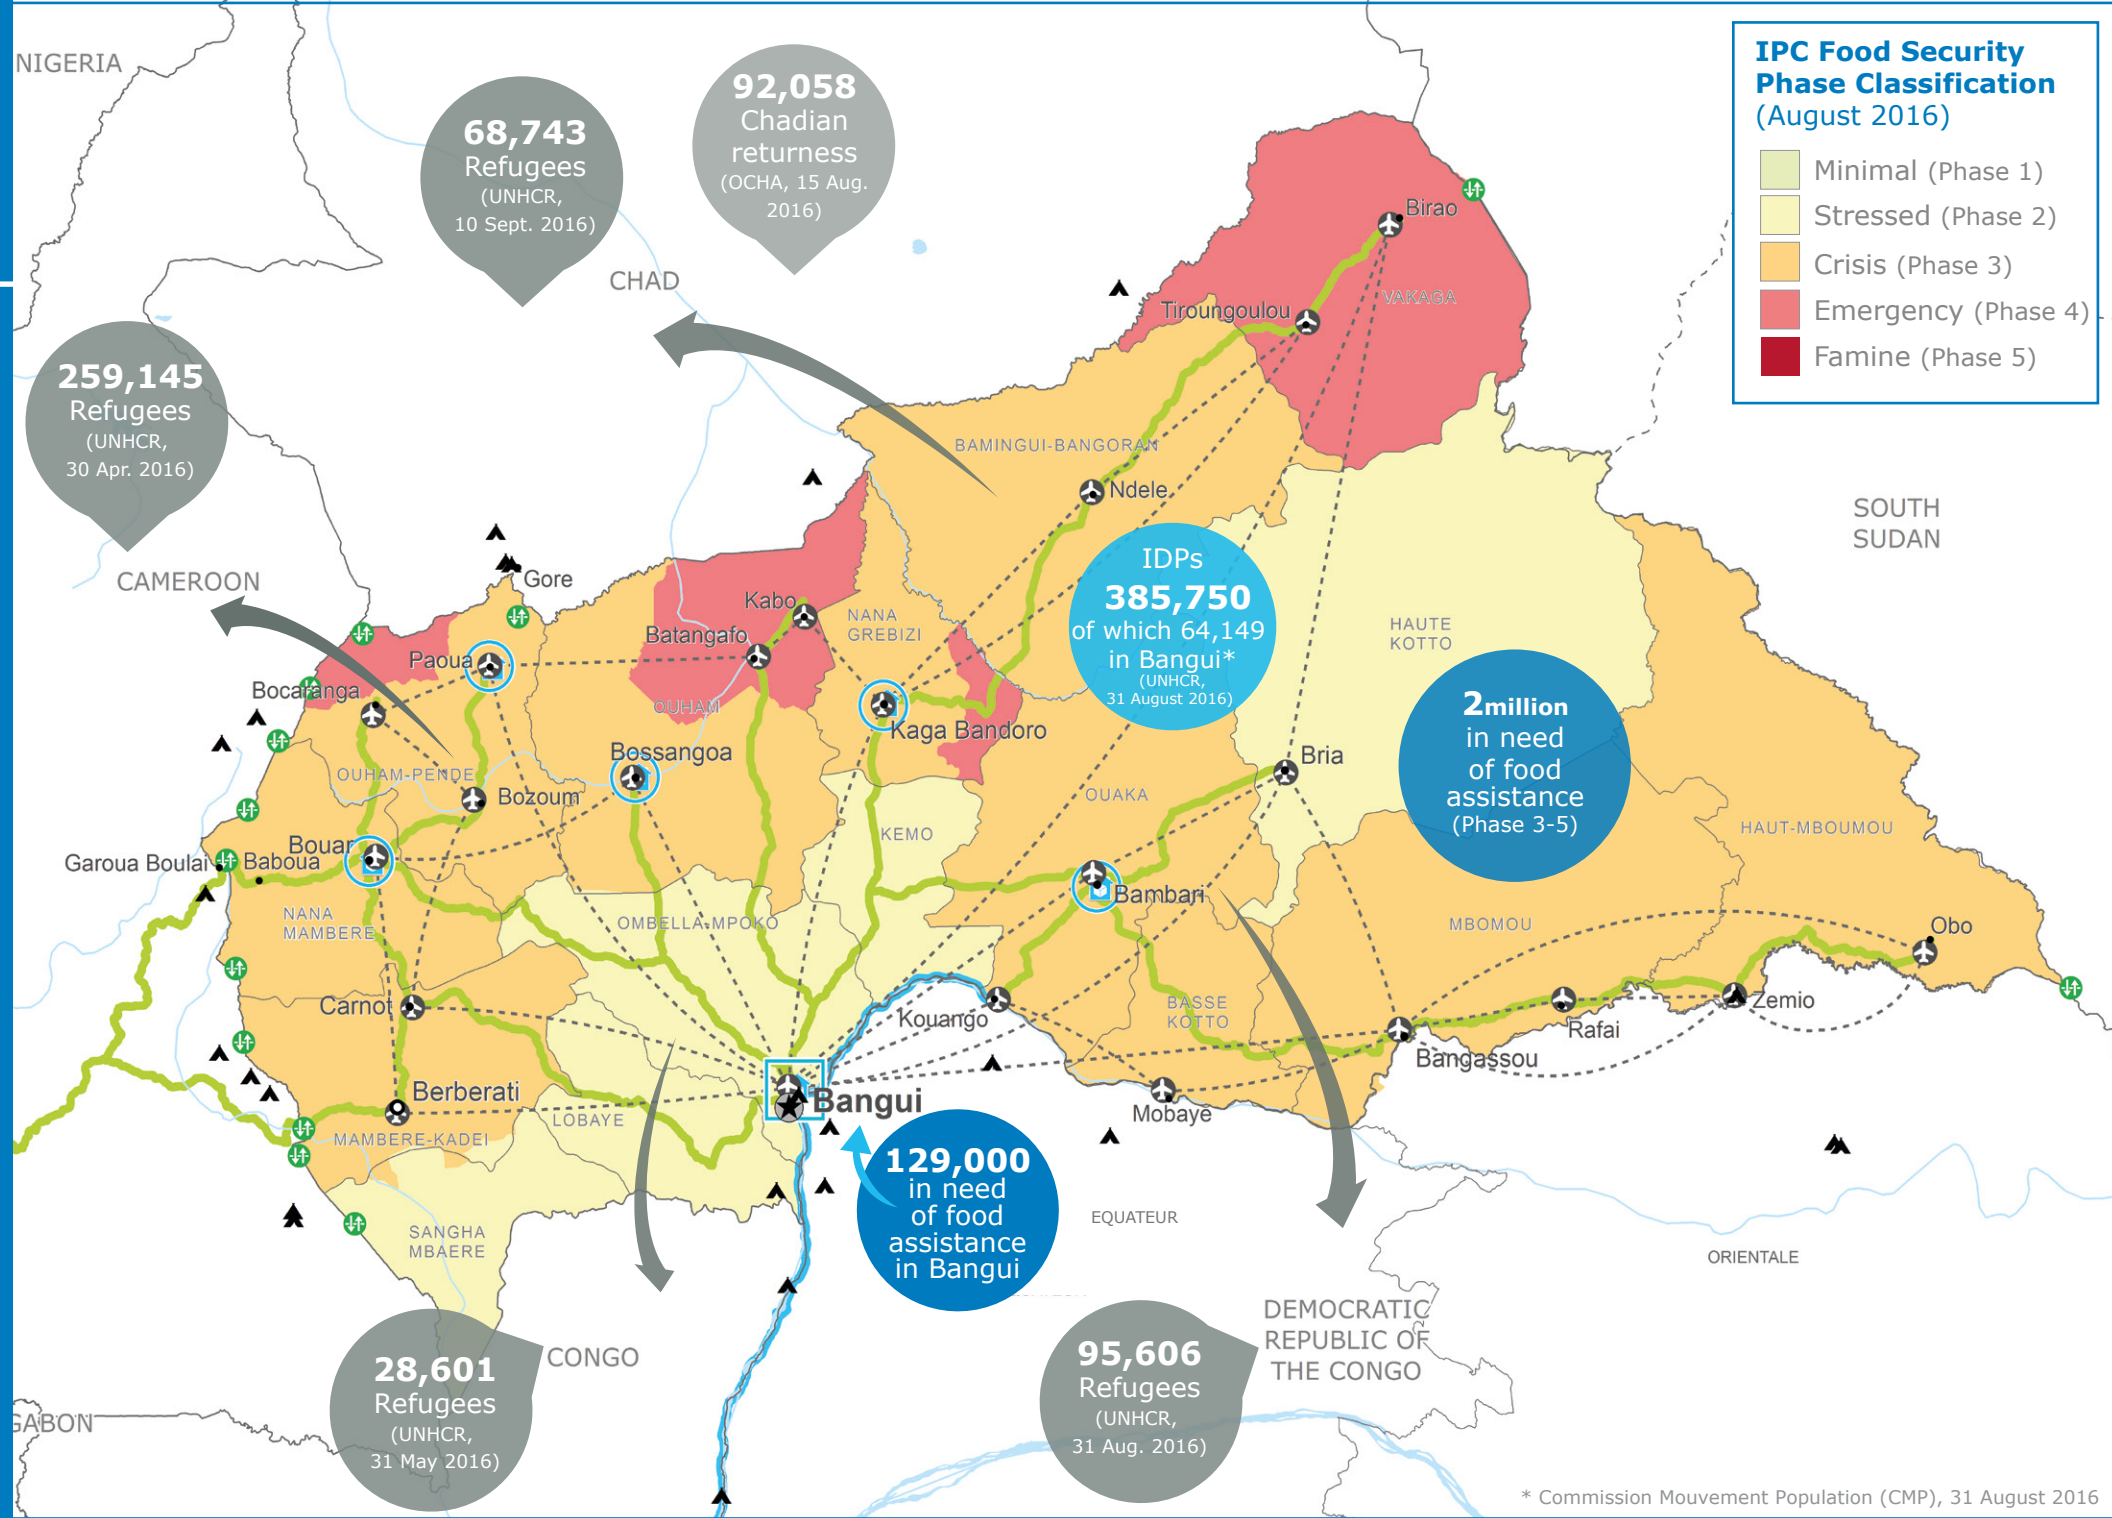 NIGERIA
92,058
Chadian
returness
(OCHA, 15 Aug.
2016)
68,743
Refugees
(UNHCR,
10 Sept. 2016)
IPC Food Security
Phase Classification
(August 2016)
Minimal (Phase 1)
Stressed (Phase 2)
Crisis (Phase 3)
Emergency (Phase 4)
Famine (Phase 5)
CHAD
Birao
VAKAGA
Tiroungoulou
259,145
Refugees
(UNHCR,
30 Apr. 2016)
BAMINGUI-BANGORAN
Ndele
SOUTH
SUDAN
CAMEROON
Gore
IDPs
385,750
of which 64,149
in Bangui*
(UNHCR,
31 August 2016)
Kabo
NANA
GREBIZI
Batangafo
HAUTE
KOTTO
Paoua
Bocaranga
OUHAM
Kaga Bandoro
2million
in need
of food
assistance
(Phase 3-5)
Bossangoa
Bria
OUHAM-PENDE
Bozoum
OUAKA
KEMO
HAUT-MBOUMOU
Bouar
Garoua Boulai
Baboua
Bambari
NANA
MAMBERE
OMBELLA-MPOKO
MBOMOU
Obo
Carnot
Kouango
BASSE
KOTTO
Zemio
Rafai
Bangassou
Berberati
Bangui
Mobaye
LOBAYE
MAMBERE-KADEI
129,000
in need
of food
assistance
in Bangui
EQUATEUR
SANGHA
MBAERE
ORIENTALE
DEMOCRATIC
REPUBLIC OF
THE CONGO
CONGO
28,601
Refugees
(UNHCR,
31 May 2016)
95,606
Refugees
(UNHCR,
31 Aug. 2016)
GABON
* Commission Mouvement Population (CMP), 31 August 2016